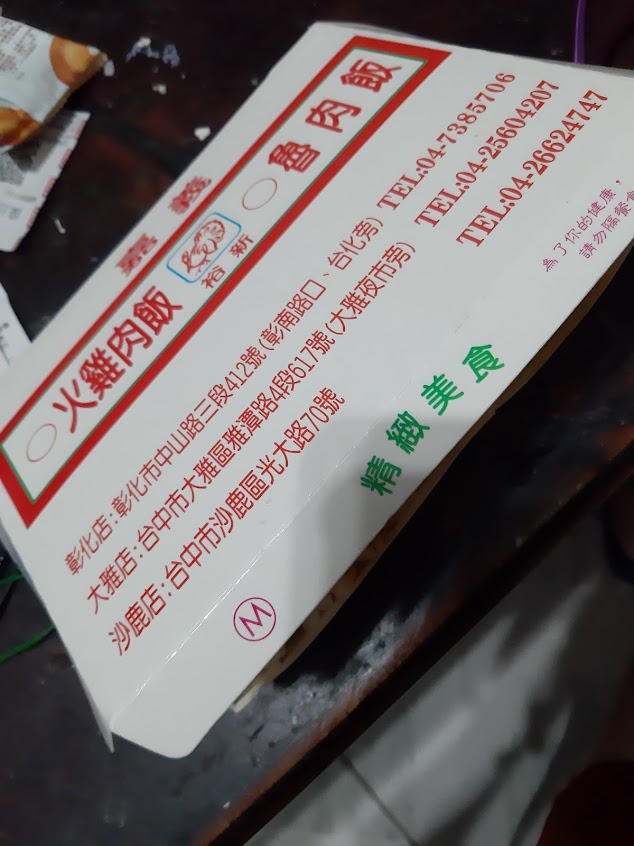 嘉義
火雞肉飯
裕新
魯肉飯
彰化店:彰化市中山路三段412號(彰南路口、台化旁) TEL:04-7385706
大雅店:台中市大雅區雅潭路4段617號(大雅夜市旁) TEL:04-25604207
沙鹿店:台中市沙鹿區光大路70號 TEL:04-26624747
為了你的健康,
請勿隔餐食
精緻美食
M